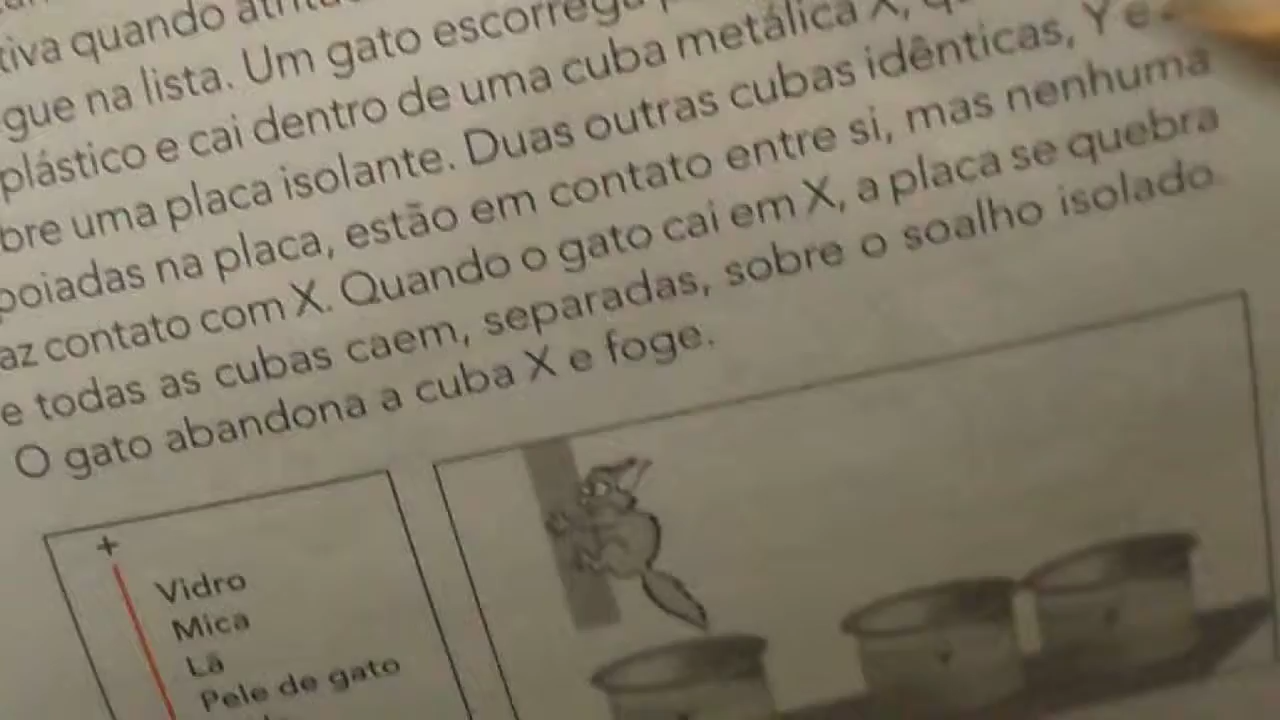 tiva quando
gue na lista. Um gato escorrega
plástico e cai dentro de uma cuba metálica X,
bre uma placa isolante. Duas outras cubas idênticas, Y e
poiadas na placa, estão em contato entre si, mas nenhuma
az contato com X. Quando o gato cai em X, a placa se quebra
e todas as cubas caem, separadas, sobre o soalho isolado.
O gato abandona a cuba X e foge.
+
Vidro
Mica
Lã
Pele de gato